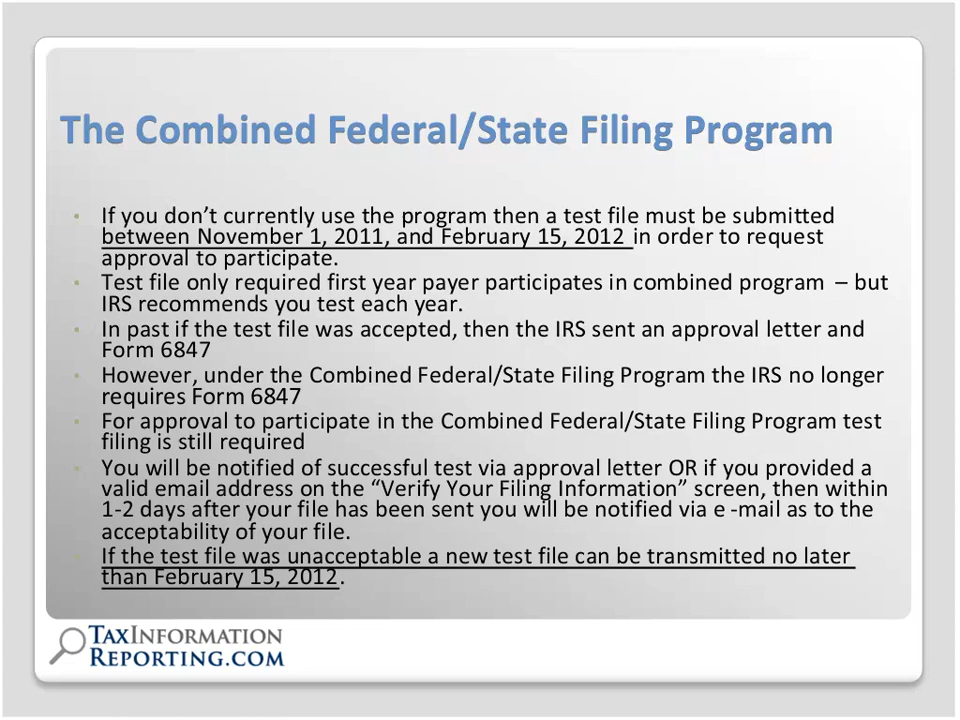 The Combined Federal/State Filing Program
• If you don’t currently use the program then a test file must be submitted
between November 1, 2011, and February 15, 2012 in order to request
approval to participate.
• Test file only required first year payer participates in combined program – but
IRS recommends you test each year.
• In past if the test file was accepted, then the IRS sent an approval letter and
Form 6847
• However, under the Combined Federal/State Filing Program the IRS no longer
requires Form 6847
• For approval to participate in the Combined Federal/State Filing Program test
filing is still required
• You will be notified of successful test via approval letter OR if you provided a
valid email address on the “Verify Your Filing Information” screen, then within
1-2 days after your file has been sent you will be notified via e -mail as to the
acceptability of your file.
• If the test file was unacceptable a new test file can be transmitted no later
than February 15, 2012.
TAXINFORMATION
REPORTING.COM